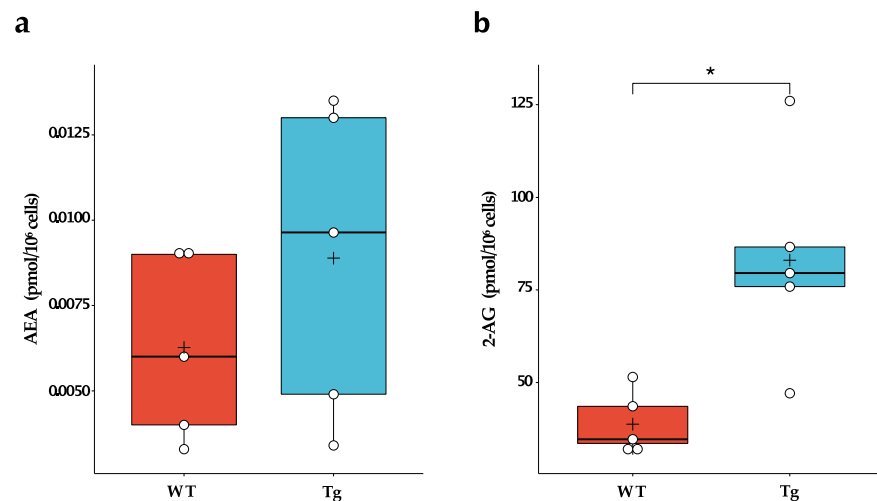 a
b
*
0.0125
0.0100
0.0075
0.0050
AEA (pmol/10⁶ cells)
WT
Tg
125
100
75
50
2-AG (pmol/10⁶ cells)
WT
Tg